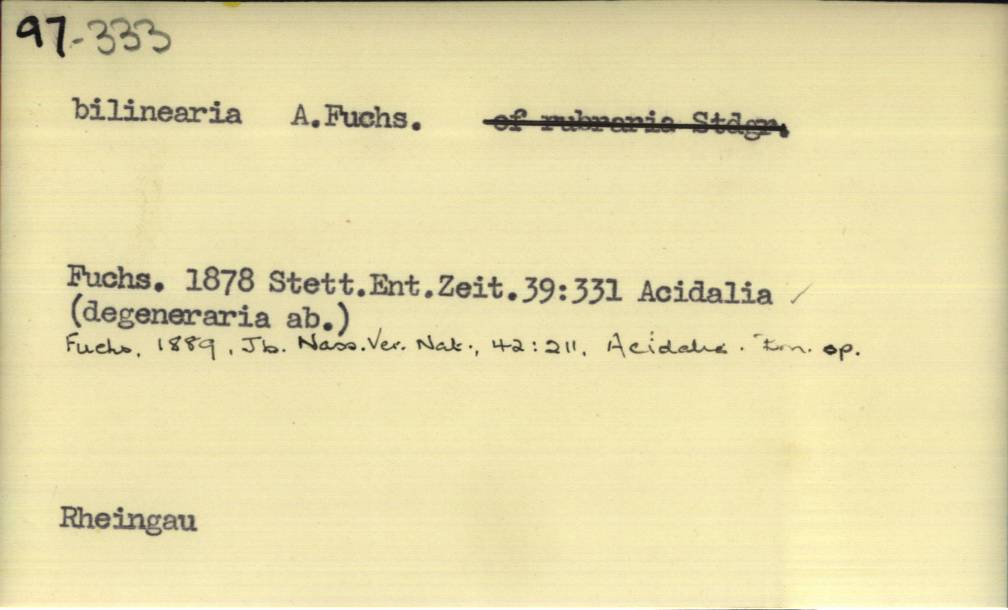 97-333
bilinearia A.Fuchs. of rubraria Stdgr.
Fuchs. 1878 Stett.Ent.Zeit.39:331 Acidalia /
(degeneraria ab.)
Fuchs, 1889, Jb. Nass.Ver. Nat., 42:211, Acidalia. sp.
Rheingau